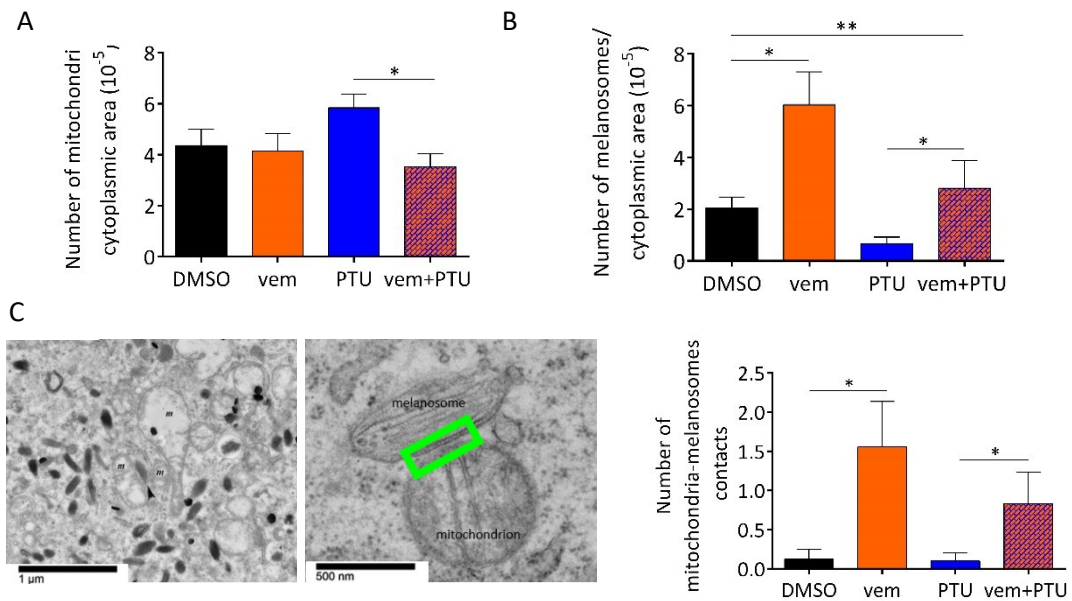 A
Number of mitochondri
cytoplasmic area (10-5)
8
6
4
2
0
*
DMSO vem PTU vem+PTU
B
Number of melanosomes/
cytoplasmic area (10-5)
8
6
4
2
0
**
*
*
DMSO vem PTU vem+PTU
C
m
m
m
1 µm
melanosome
mitochondrion
500 nm
Number of
mitochondria-melanosomes
contacts
2.5
2.0
1.5
1.0
0.5
0.0
*
*
DMSO vem PTU vem+PTU